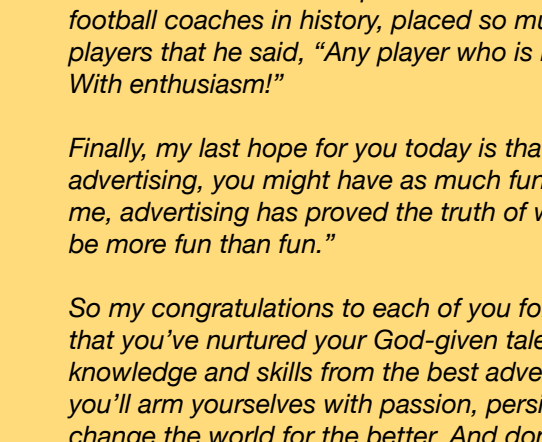 football coaches in history, placed so mu
players that he said, “Any player who is
With enthusiasm!”
Finally, my last hope for you today is tha
advertising, you might have as much fun
me, advertising has proved the truth of w
be more fun than fun.”
So my congratulations to each of you fo
that you’ve nurtured your God-given tale
knowledge and skills from the best adve
you’ll arm yourselves with passion, persi
change the world for the better. And don